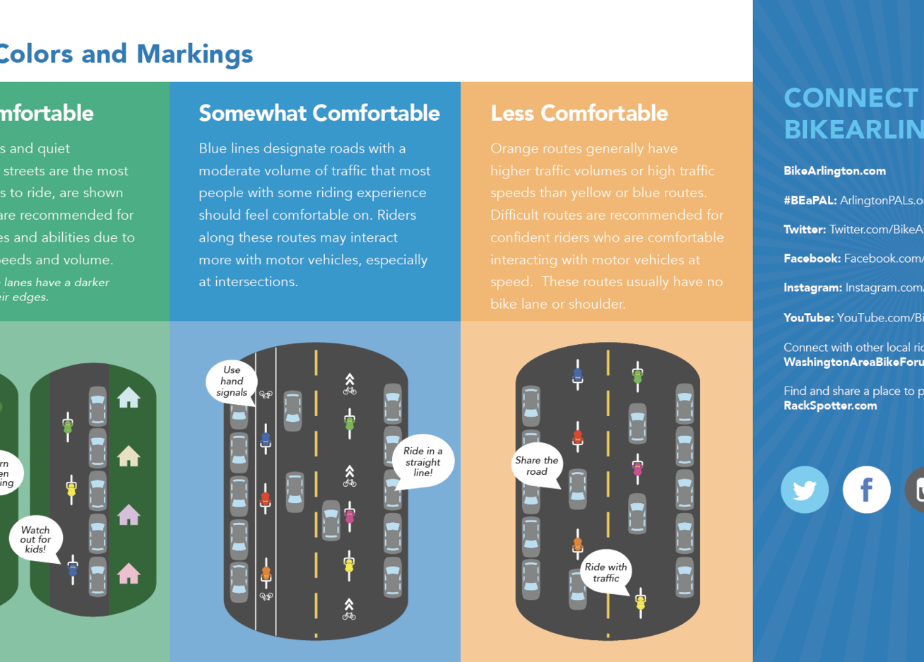 Colors and Markings
mfortable
s and quiet
streets are the most
s to ride, are shown
are recommended for
es and abilities due to
eeds and volume.
lanes have a darker
eir edges.
Somewhat Comfortable
Blue lines designate roads with a
moderate volume of traffic that most
people with some riding experience
should feel comfortable on. Riders
along these routes may interact
more with motor vehicles, especially
at intersections.
Less Comfortable
Orange routes generally have
higher traffic volumes or high traffic
speeds than yellow or blue routes.
Difficult routes are recommended for
confident riders who are comfortable
interacting with motor vehicles at
speed. These routes usually have no
bike lane or shoulder.
rn
en
ing
Watch
out for
kids!
Use
hand
signals
Ride in a
straight
line!
Share the
road
Ride with
traffic
CONNECT
BIKEARLIN
BikeArlington.com
#BEaPAL: ArlingtonPALs.o
Twitter: Twitter.com/BikeA
Facebook: Facebook.com/
Instagram: Instagram.com/
YouTube: YouTube.com/Bi
Connect with other local ric
WashingtonAreaBikeForu
Find and share a place to p
RackSpotter.com